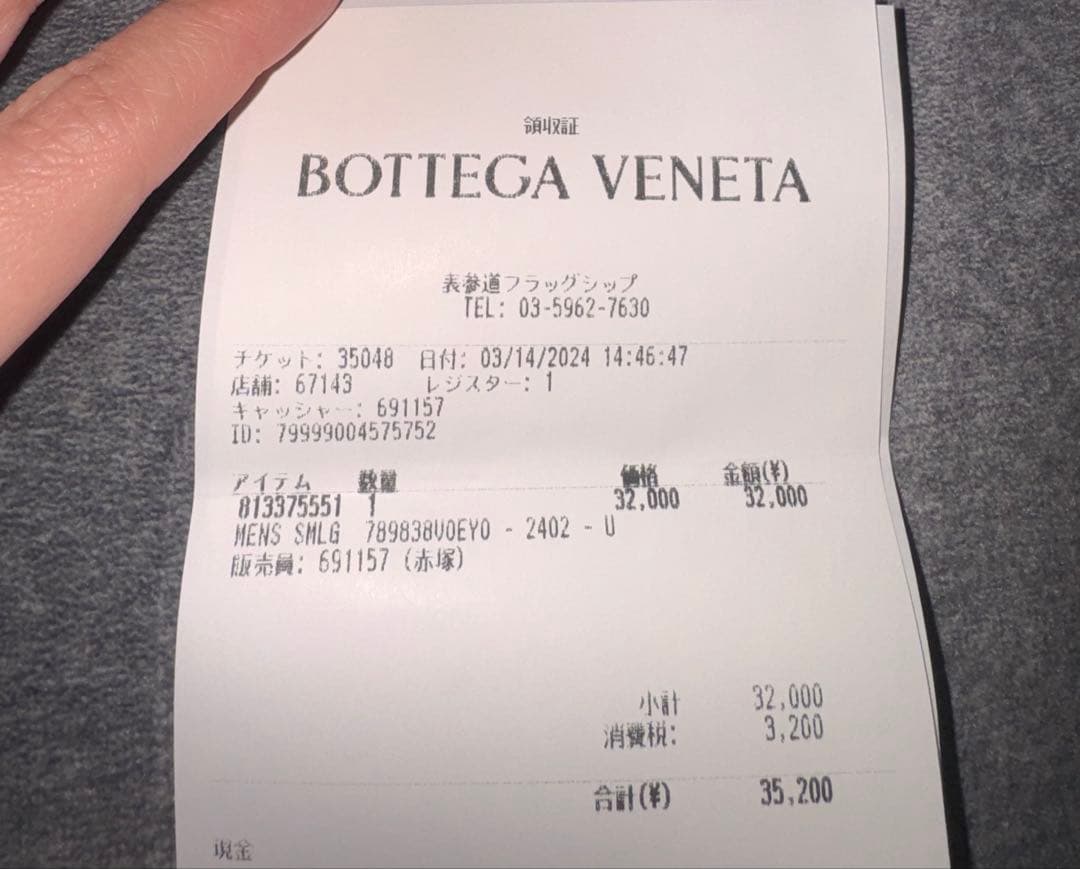 領収証
BOTTEGA VENETA
表参道フラッグシップ
TEL: 03-5962-7630
チケット: 35048 日付: 03/14/2024 14:46:47
店舗: 67143 レジスター: 1
キャッシャー: 691157
ID: 79999004575752
アイテム 数量 価格 金額(¥)
813375551 1 32,000 32,000
MENS SMLG 789838V0EY0 - 2402 - U
販売員: 691157 (赤塚)
小計 32,000
消費税: 3,200
合計(¥) 35,200
現金